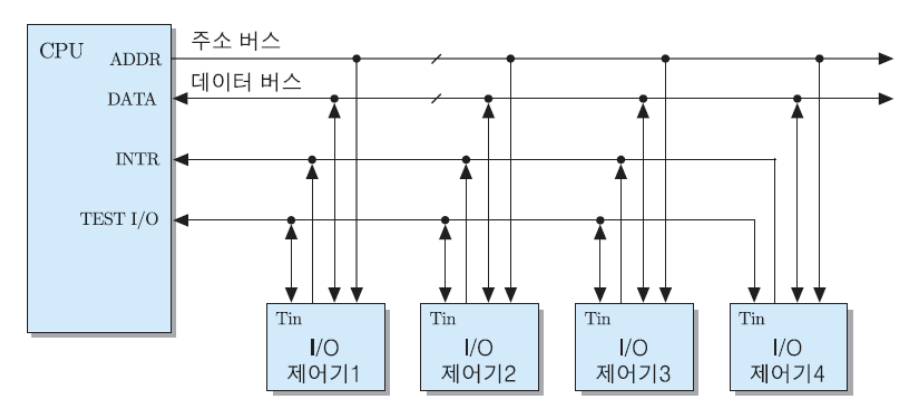 CPU
ADDR
주소 버스
DATA
데이터 버스
INTR
TEST I/O
Tin
I/O
제어기1
Tin
I/O
제어기2
Tin
I/O
제어기3
Tin
I/O
제어기4